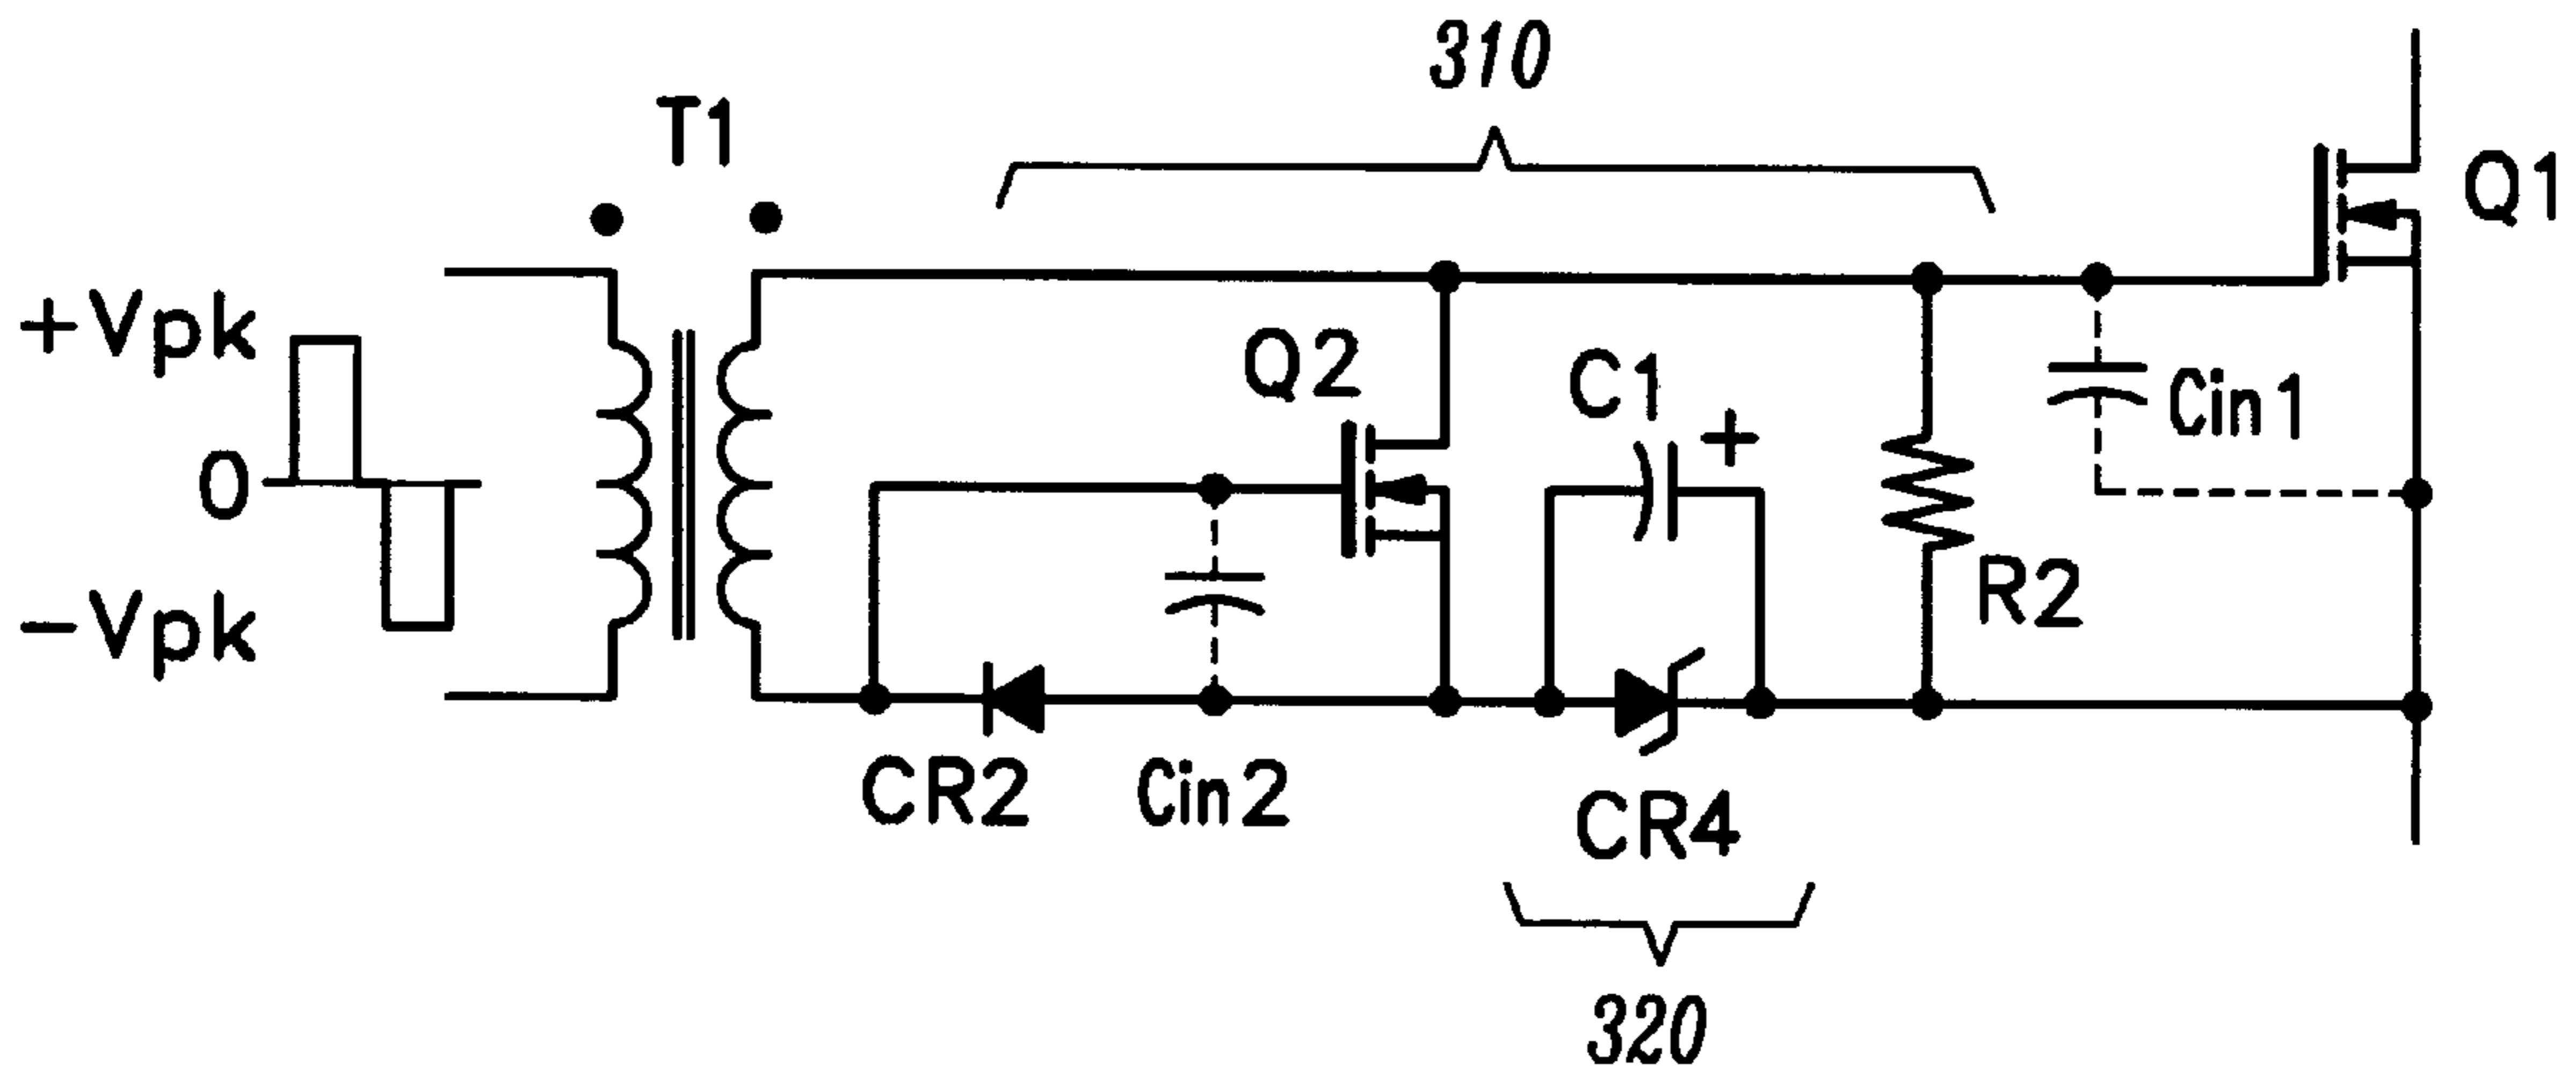 310
T1
Q1
+Vpk
Q2
C1
+
Cin1
0
R2
-Vpk
CR2
Cin2
CR4
320